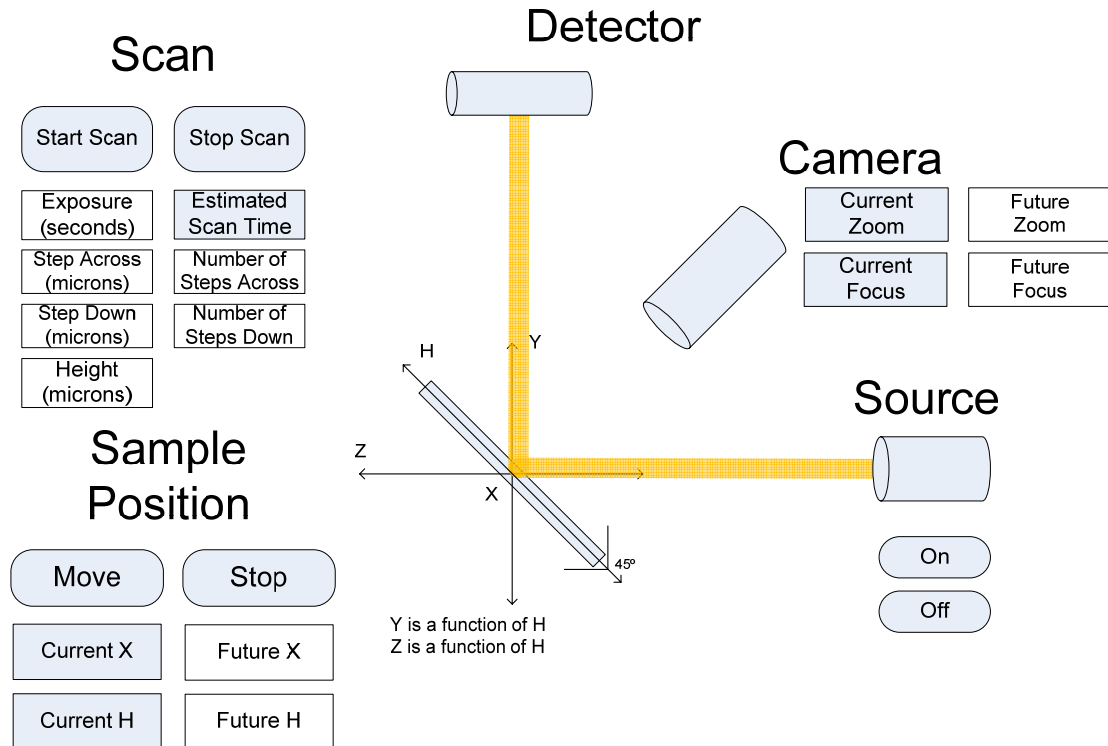 Scan
Start Scan
Stop Scan
Exposure
(seconds)
Estimated
Scan Time
Step Across
(microns)
Number of
Steps Across
Step Down
(microns)
Number of
Steps Down
Height
(microns)
Detector
Camera
Current
Zoom
Future
Zoom
Current
Focus
Future
Focus
Source
On
Off
H
Y
Z
X
45º
Y is a function of H
Z is a function of H
Sample
Position
Move
Stop
Current X
Future X
Current H
Future H